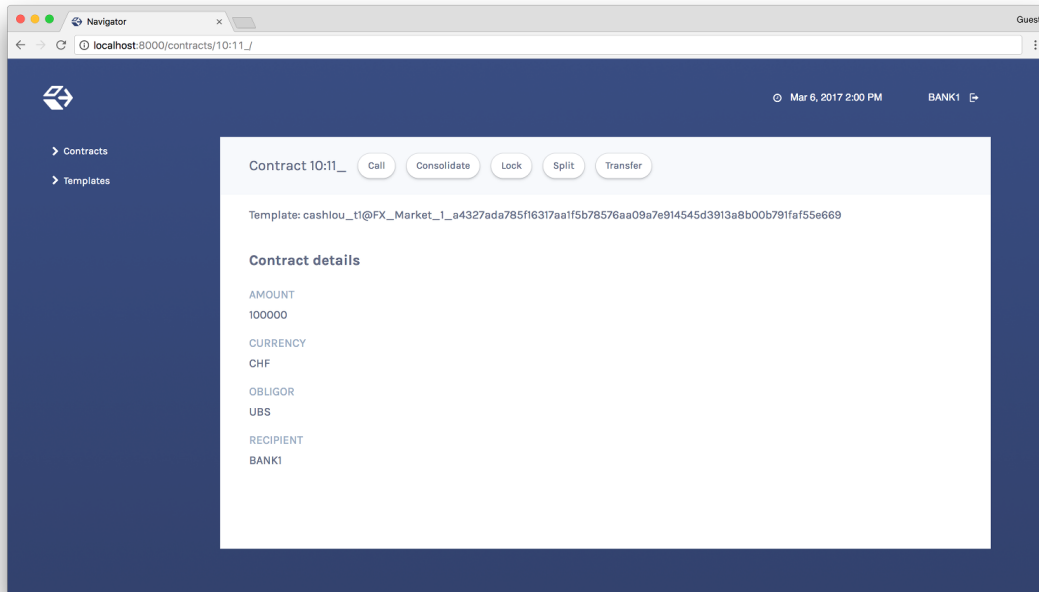 Navigator
Guest
localhost:8000/contracts/10:11_/
Mar 6, 2017 2:00 PM BANK1
Contracts
Templates
Contract 10:11_ Call Consolidate Lock Split Transfer
Template: cashIou_t1@FX_Market_1_a4327ada785f16317aa1f5b78576aa09a7e914545d3913a8b00b791faf55e669
Contract details
AMOUNT
100000
CURRENCY
CHF
OBLIGOR
UBS
RECIPIENT
BANK1